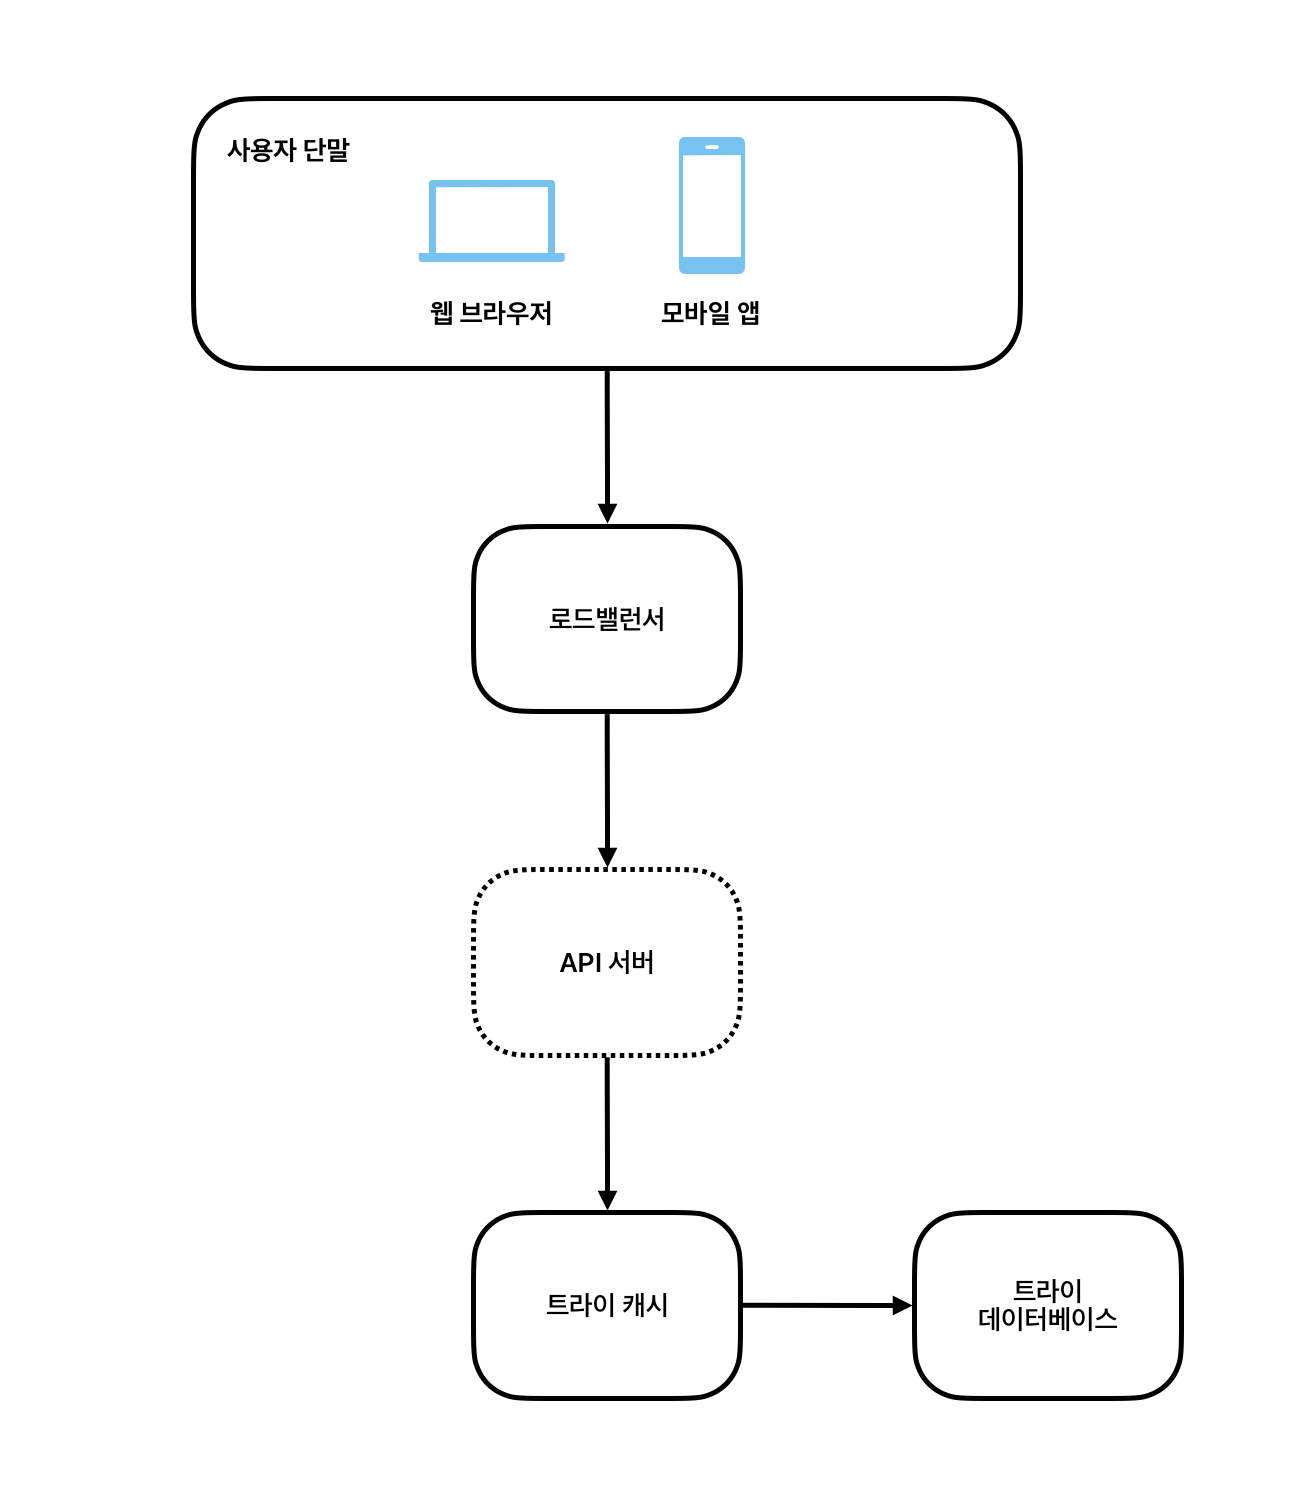 사용자 단말
웹 브라우저
모바일 앱
로드밸런서
API 서버
트라이 캐시
트라이
데이터베이스